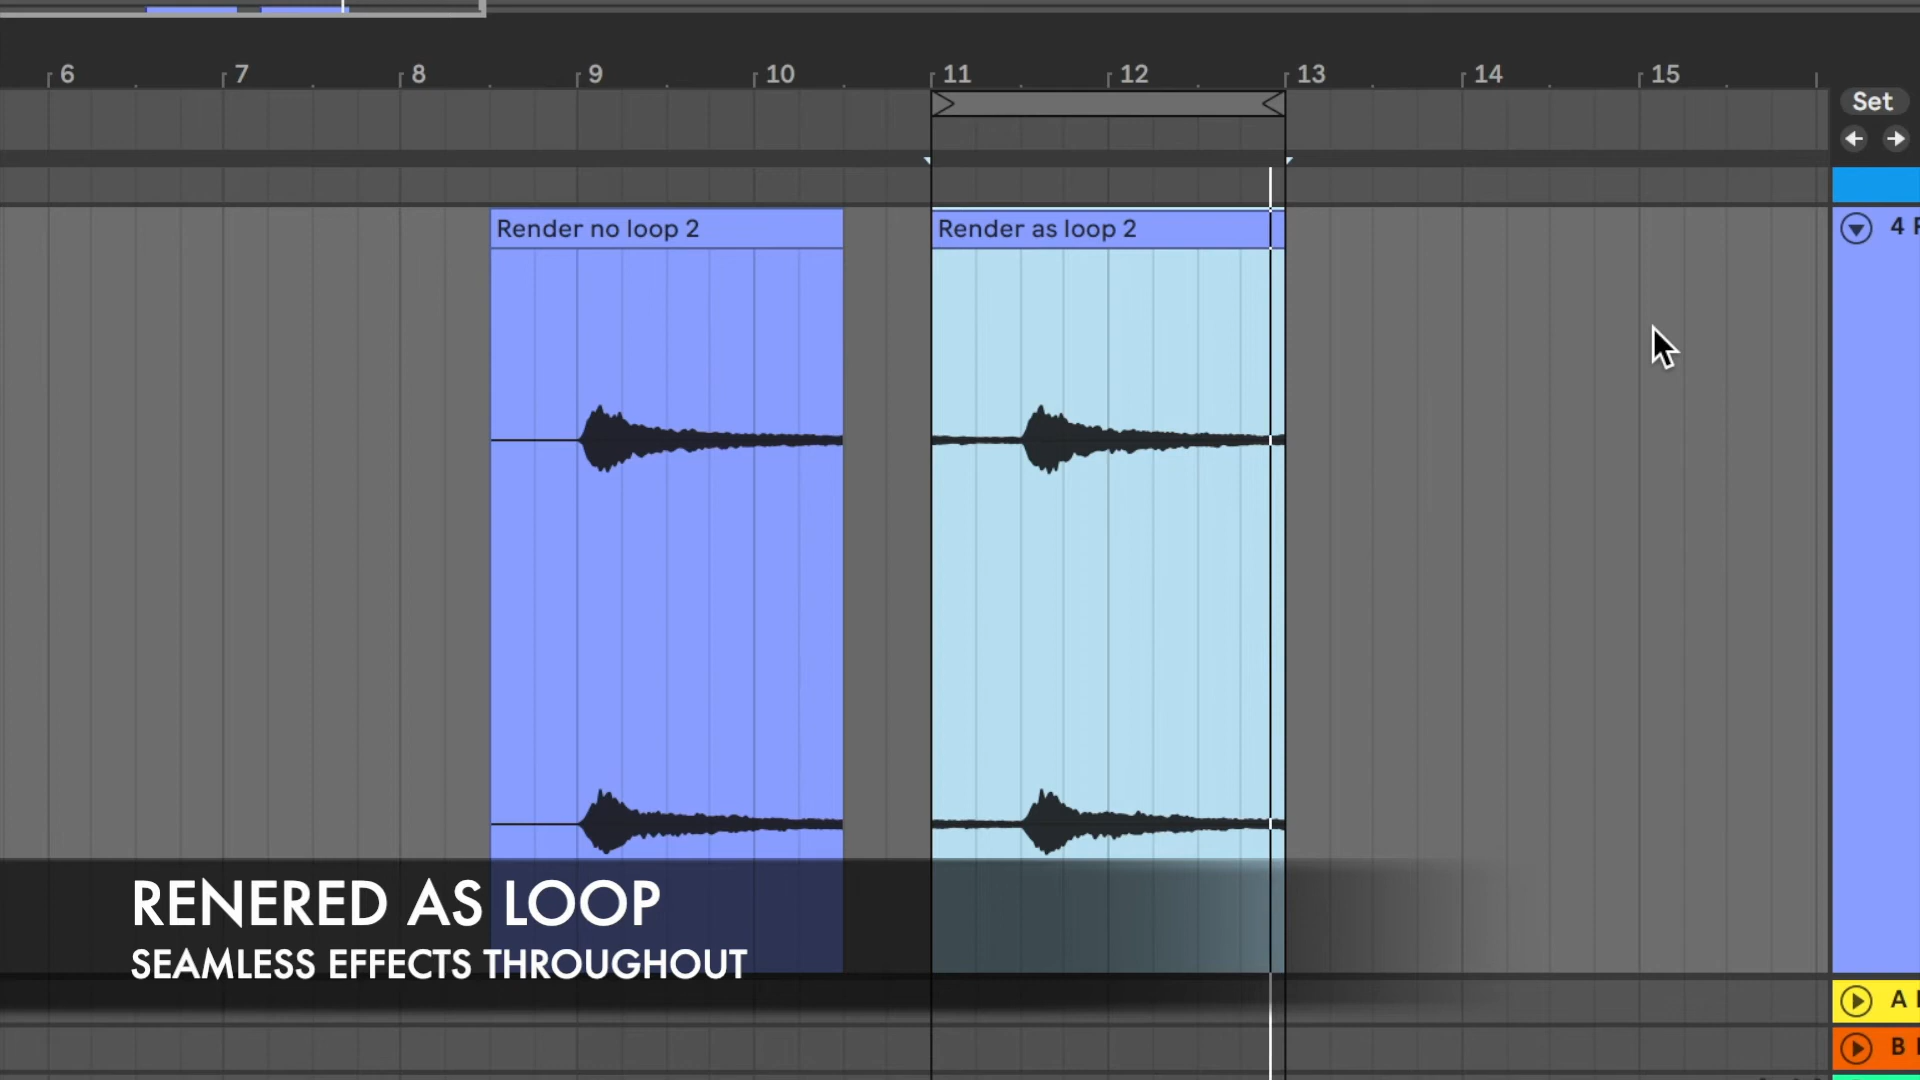 6 7 8 9 10 11 12 13 14 15
Set
Render no loop 2
Render as loop 2
4
RENERED AS LOOP
SEAMLESS EFFECTS THROUGHOUT
A
B